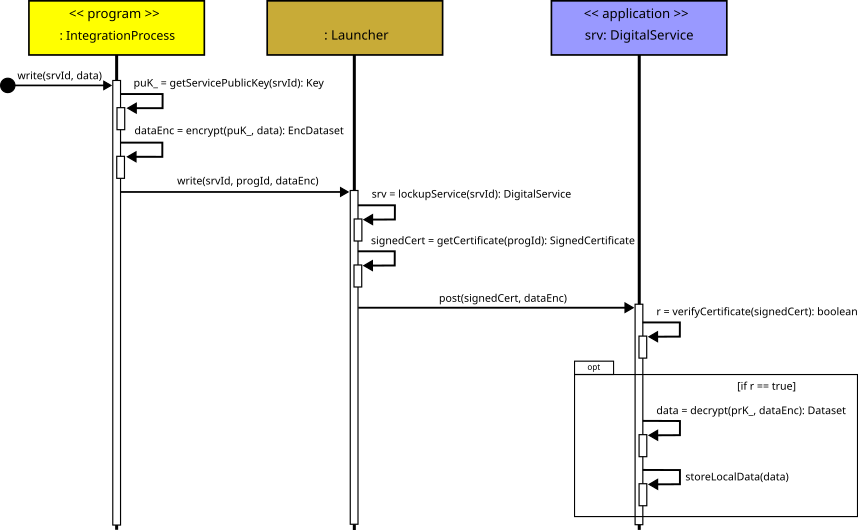 << program >>
: IntegrationProcess
: Launcher
<< application >>
srv: DigitalService
write(srvId, data)
puK_ = getServicePublicKey(srvId): Key
dataEnc = encrypt(puK_, data): EncDataset
write(srvId, progId, dataEnc)
srv = lockupService(srvId): DigitalService
signedCert = getCertificate(progId): SignedCertificate
post(signedCert, dataEnc)
r = verifyCertificate(signedCert): boolean
opt
[if r == true]
data = decrypt(prK_, dataEnc): Dataset
storeLocalData(data)